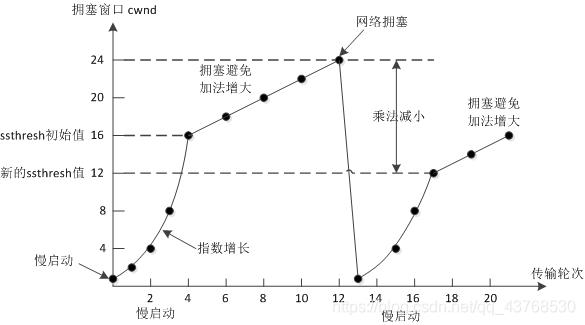 拥塞窗口 cwnd
网络拥塞
24
拥塞避免
加法增大
20
乘法减小
拥塞避免
加法增大
ssthresh初始值
16
新的ssthresh值
12
8
指数增长
4
慢启动
传输轮次
2
4
6
8
10
12
14
16
18
20
慢启动
慢启动
https://blog.csdn.net/qq_43768530